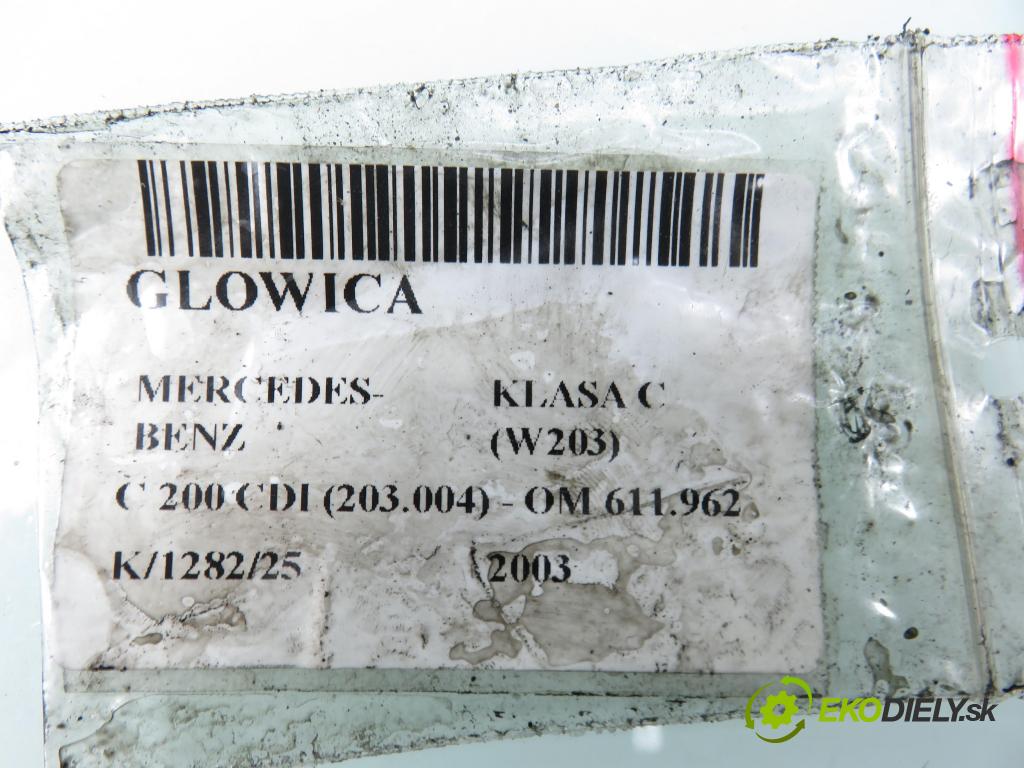 GLOWICA
MERCEDES-
BENZ
KLASA C
(W203)
C 200 CDI (203.004) - OM 611.962
K/1282/25 2003
EKODIELY.sk